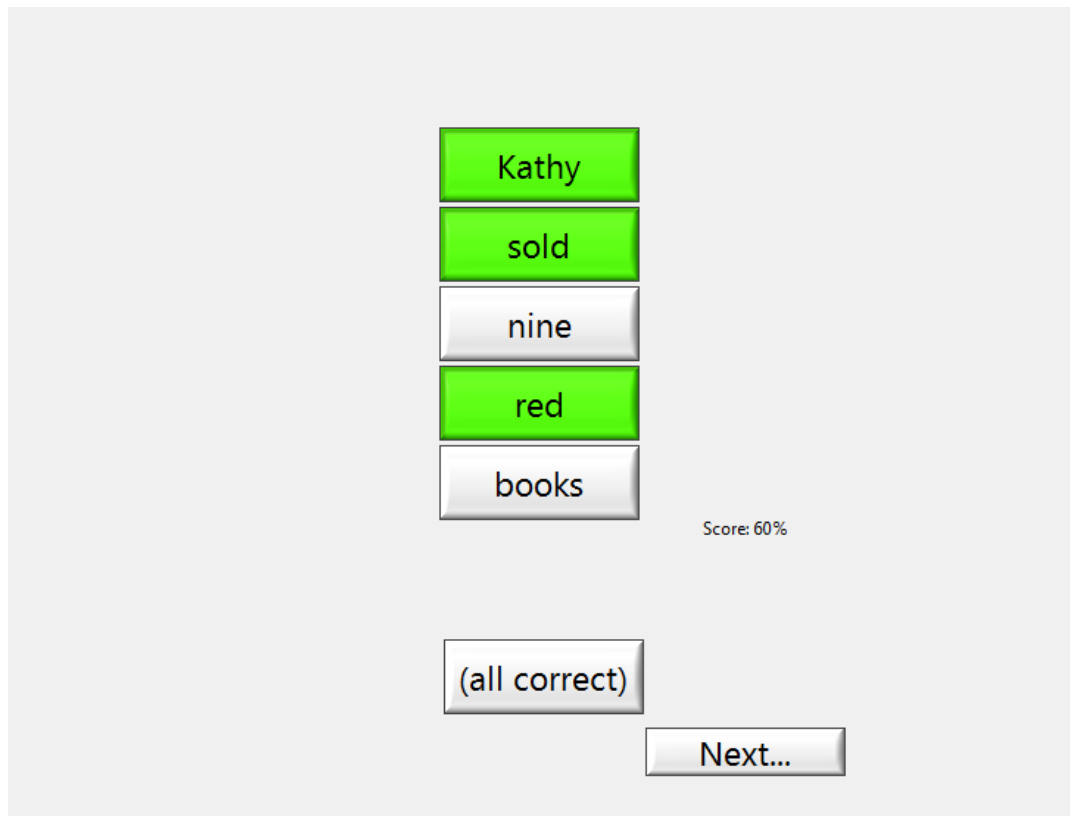 Kathy
sold
nine
red
books
Score: 60%
(all correct)
Next...